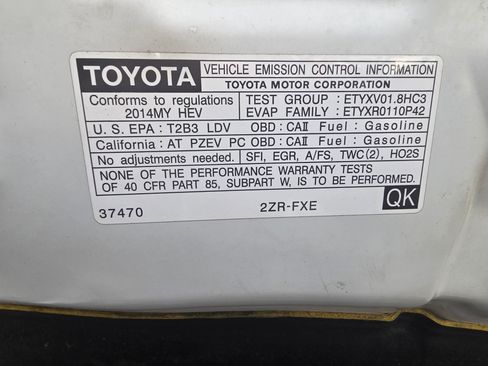 TOYOTA VEHICLE EMISSION CONTROL INFORMATION
TOYOTA MOTOR CORPORATION
Conforms to regulations TEST GROUP : ETYXV01.8HC3
2014MY HEV EVAP FAMILY : ETYXR0110P42
U.S. EPA : T2B3 LDV OBD: CAII Fuel : Gasoline
California: AT PZEV PC OBD: CAII Fuel : Gasoline
No adjustments needed. SFI, EGR, A/FS, TWC(2), HO2S
NONE OF THE PERFORMANCE WARRANTY TESTS
OF 40 CFR PART 85, SUBPART W, IS TO BE PERFORMED.
37470 2ZR-FXE QK